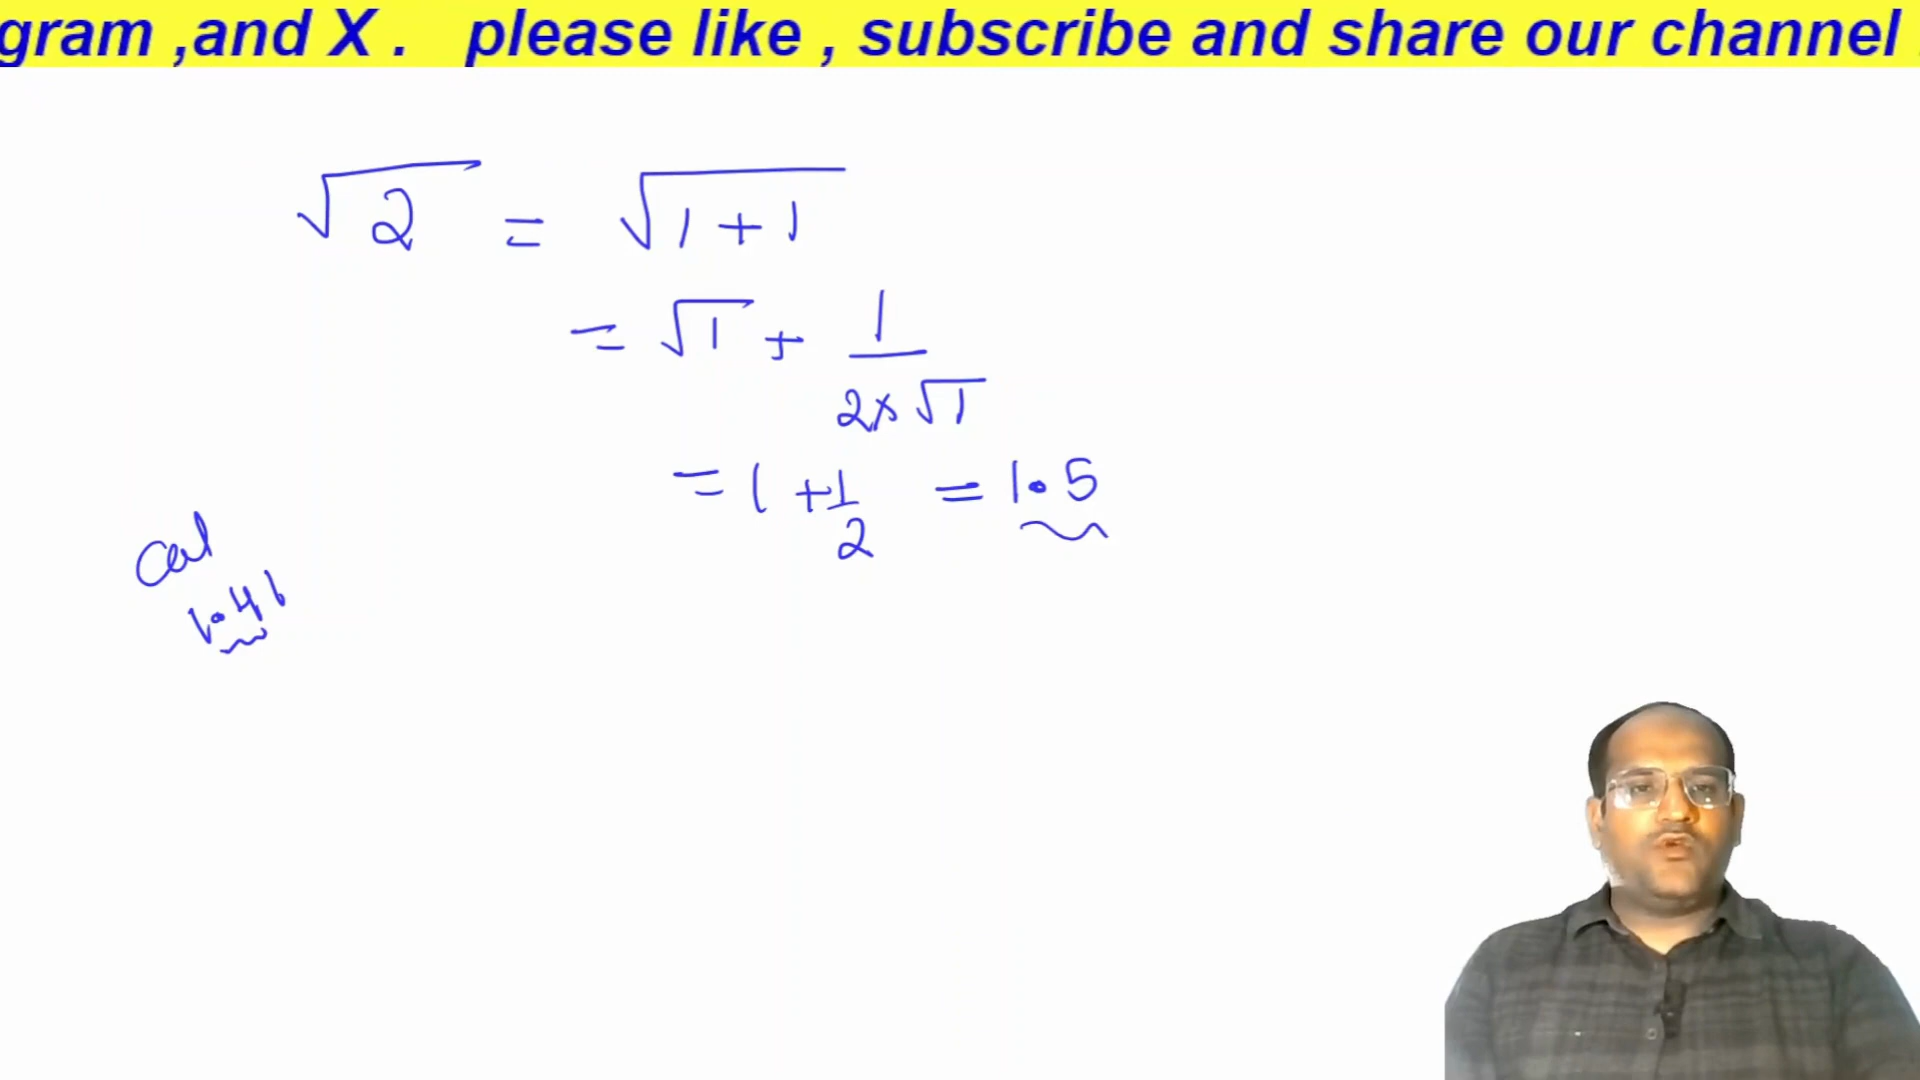 gram ,and X . please like , subscribe and share our channel
√2 = √1+1
= √1 + 1/2×√1
= 1 + 1/2 = 1.5
cal
1.41